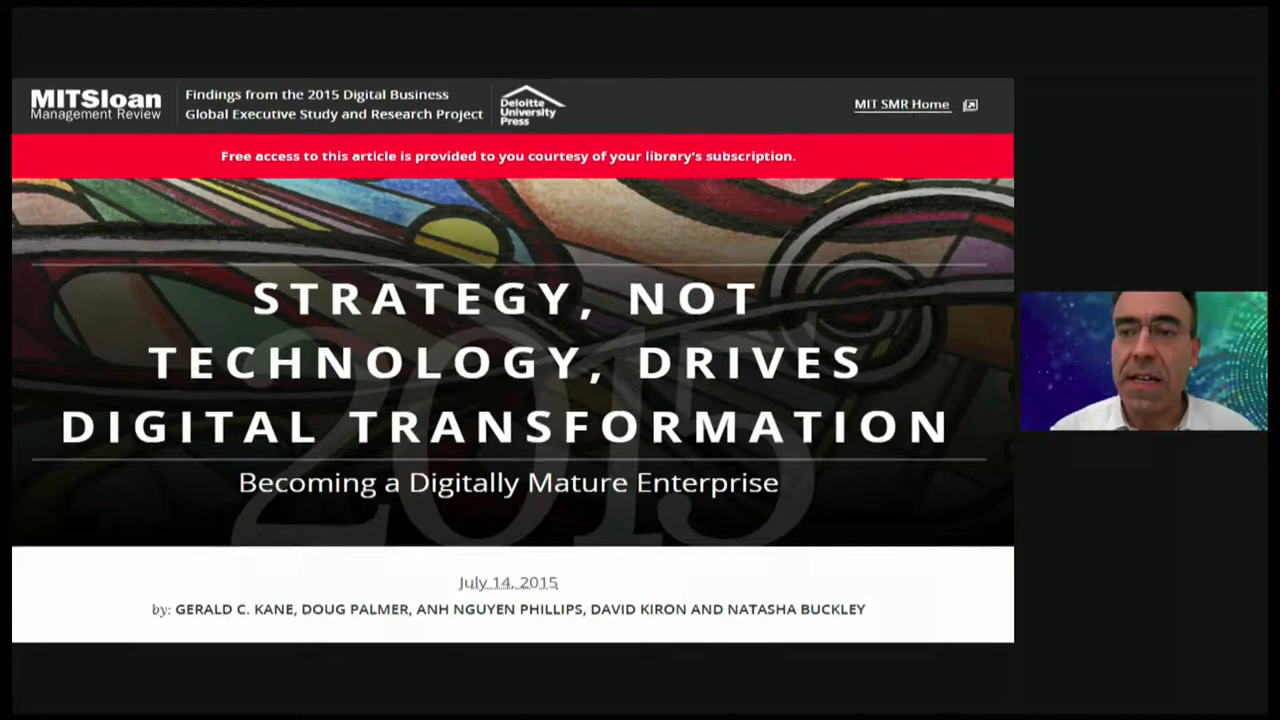 MITSloan
Management Review
Findings from the 2015 Digital Business
Global Executive Study and Research Project
Deloitte
University
Press
MIT SMR Home
Free access to this article is provided to you courtesy of your library's subscription.
2015
STRATEGY, NOT
TECHNOLOGY, DRIVES
DIGITAL TRANSFORMATION
Becoming a Digitally Mature Enterprise
July 14, 2015
by: GERALD C. KANE, DOUG PALMER, ANH NGUYEN PHILLIPS, DAVID KIRON AND NATASHA BUCKLEY